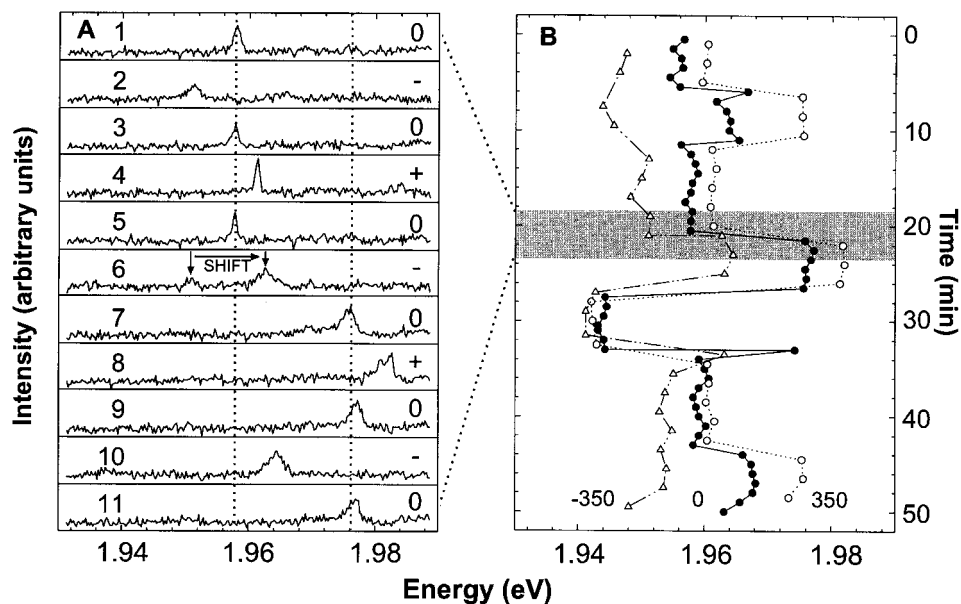 A
B
1 0
2 -
3 0
4 +
5 0
6 -
SHIFT
7 0
8 +
9 0
10 -
11 0
Intensity (arbitrary units)
1.94 1.96 1.98
-350 0 350
1.94 1.96 1.98
0
10
20
30
40
50
Time (min)
Energy (eV)